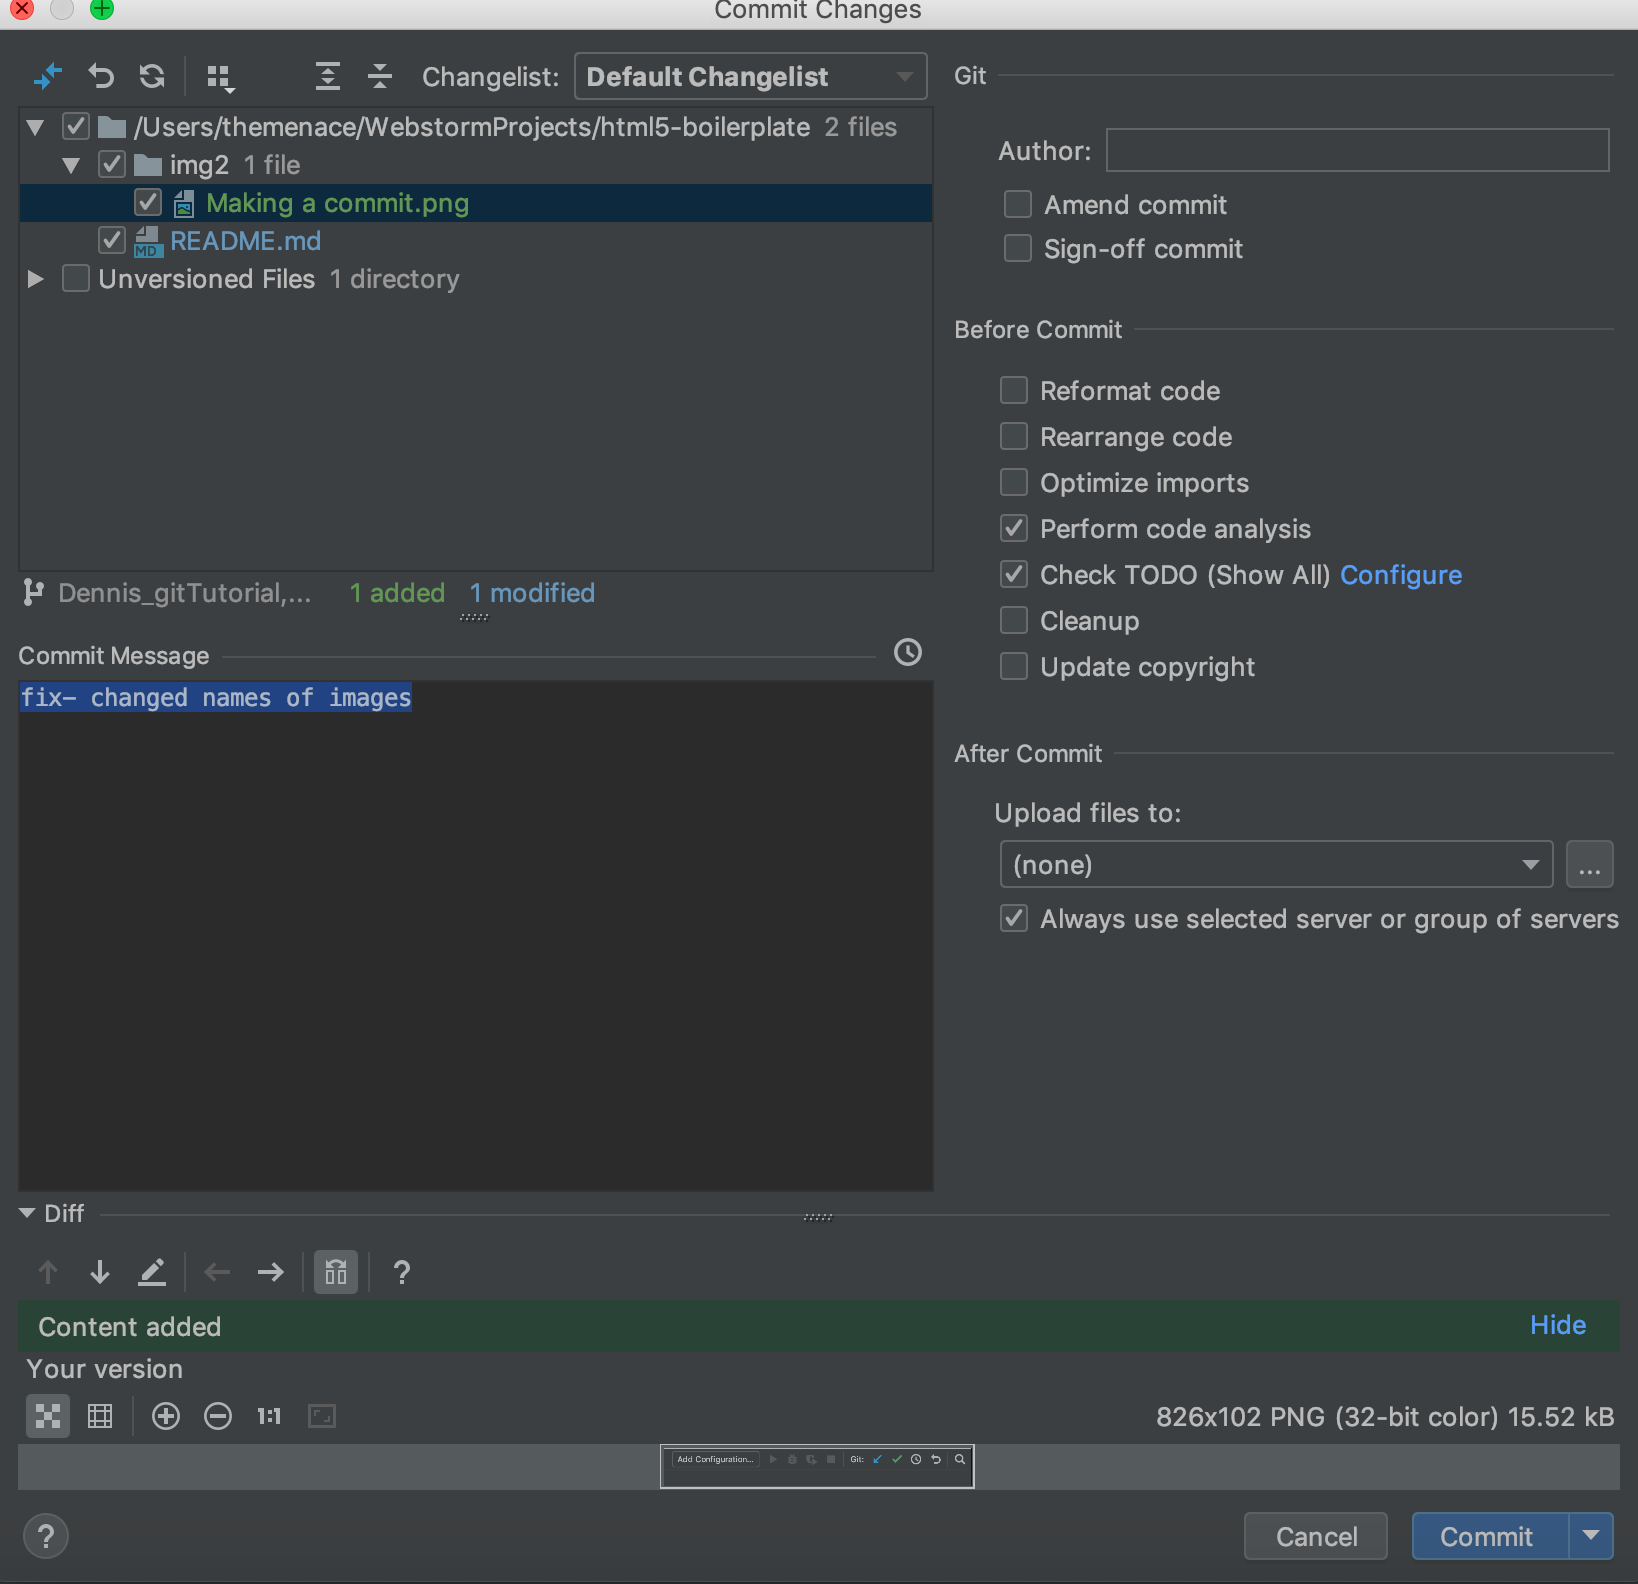 Commit Changes
Changelist: Default Changelist
/Users/themenace/WebstormProjects/html5-boilerplate 2 files
img2 1 file
Making a commit.png
MD README.md
Unversioned Files 1 directory
Dennis_gitTutorial,... 1 added 1 modified
Commit Message
fix- changed names of images
Git
Author:
Amend commit
Sign-off commit
Before Commit
Reformat code
Rearrange code
Optimize imports
Perform code analysis
Check TODO (Show All) Configure
Cleanup
Update copyright
After Commit
Upload files to:
(none) ...
Always use selected server or group of servers
Diff
?
Content added Hide
Your version
1:1 826x102 PNG (32-bit color) 15.52 kB
Add Configuration... Git:
? Cancel Commit